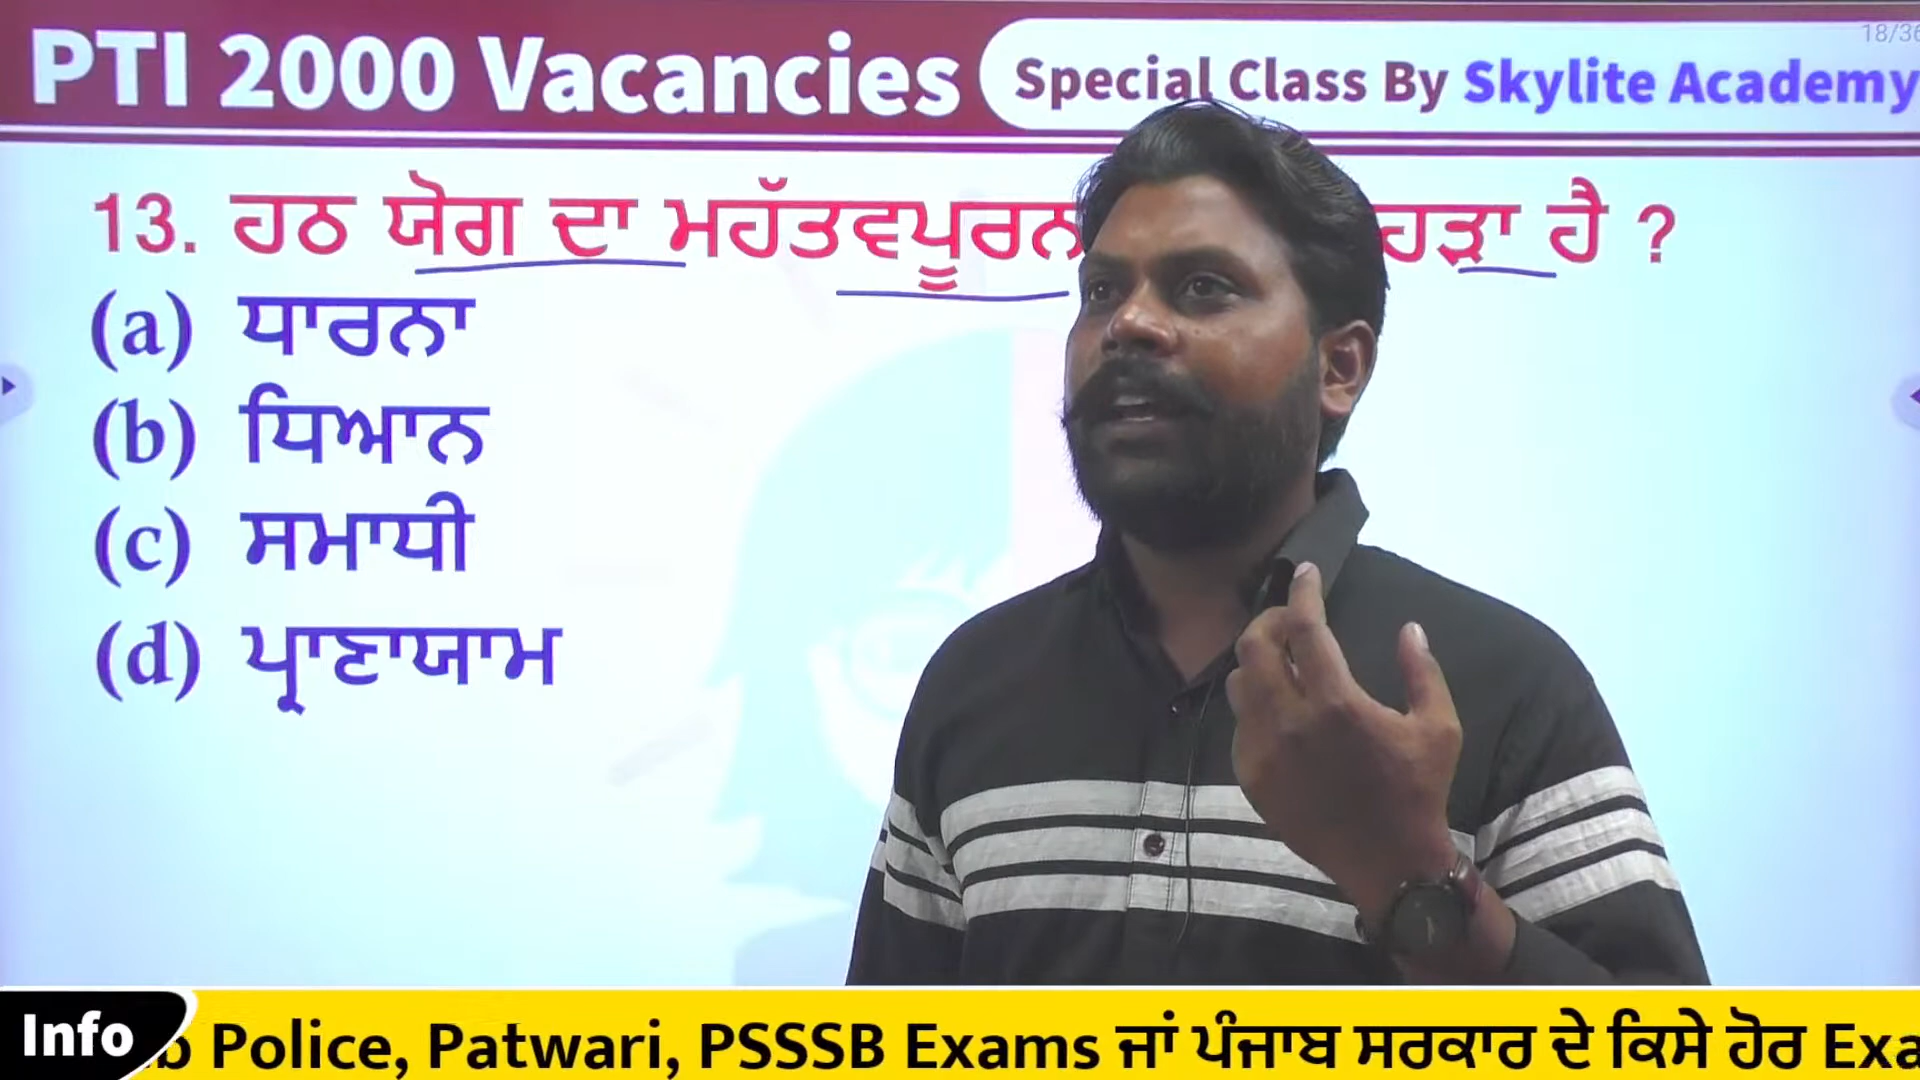 18/36
PTI 2000 Vacancies Special Class By Skylite Academy
13. ਹਠ ਯੋਗ ਦਾ ਮਹੱਤਵਪੂਰਨ ਹੈ ?
(a) ਧਾਰਨਾ
(b) ਧਿਆਨ
(c) ਸਮਾਧੀ
(d) ਪ੍ਰਾਣਾਯਾਮ
Info Police, Patwari, PSSSB Exams ਜਾਂ ਪੰਜਾਬ ਸਰਕਾਰ ਦੇ ਕਿਸੇ ਹੋਰ